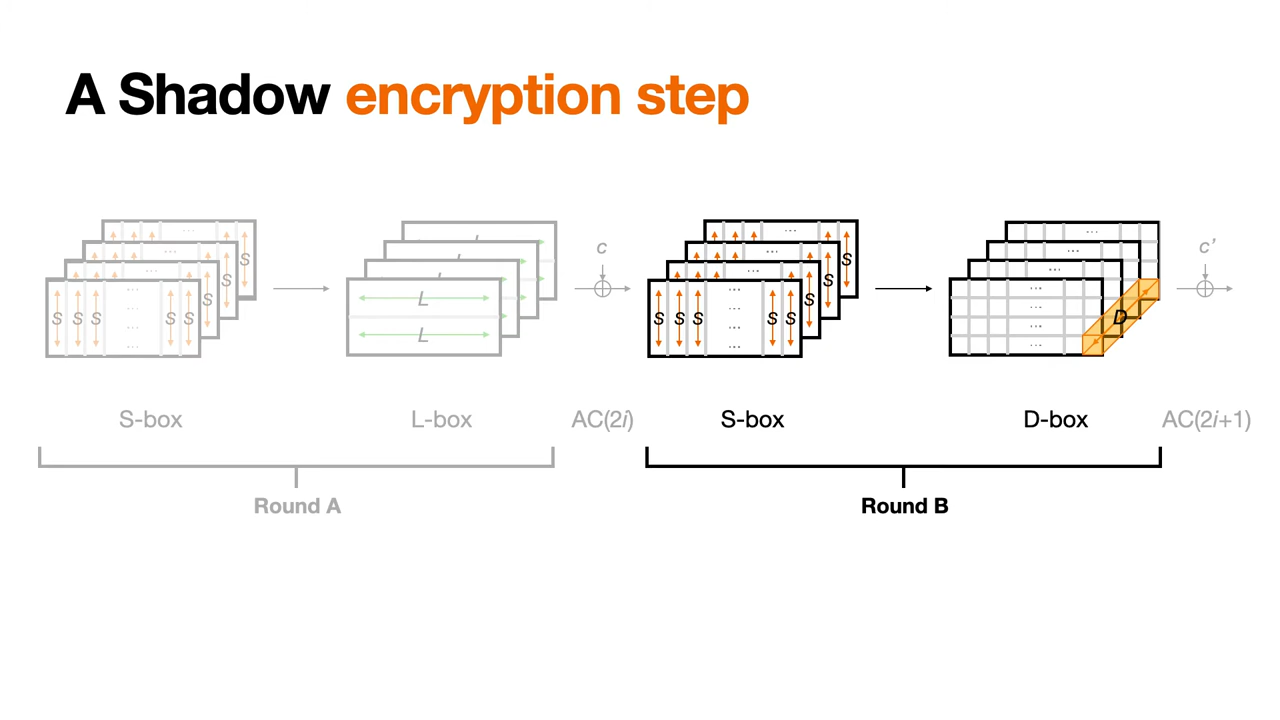 A Shadow encryption step
c
c'
S S S ... S S S S S
L
L
S S S ... S S S S S
D
S-box
L-box
AC(2i)
S-box
D-box
AC(2i+1)
Round A
Round B